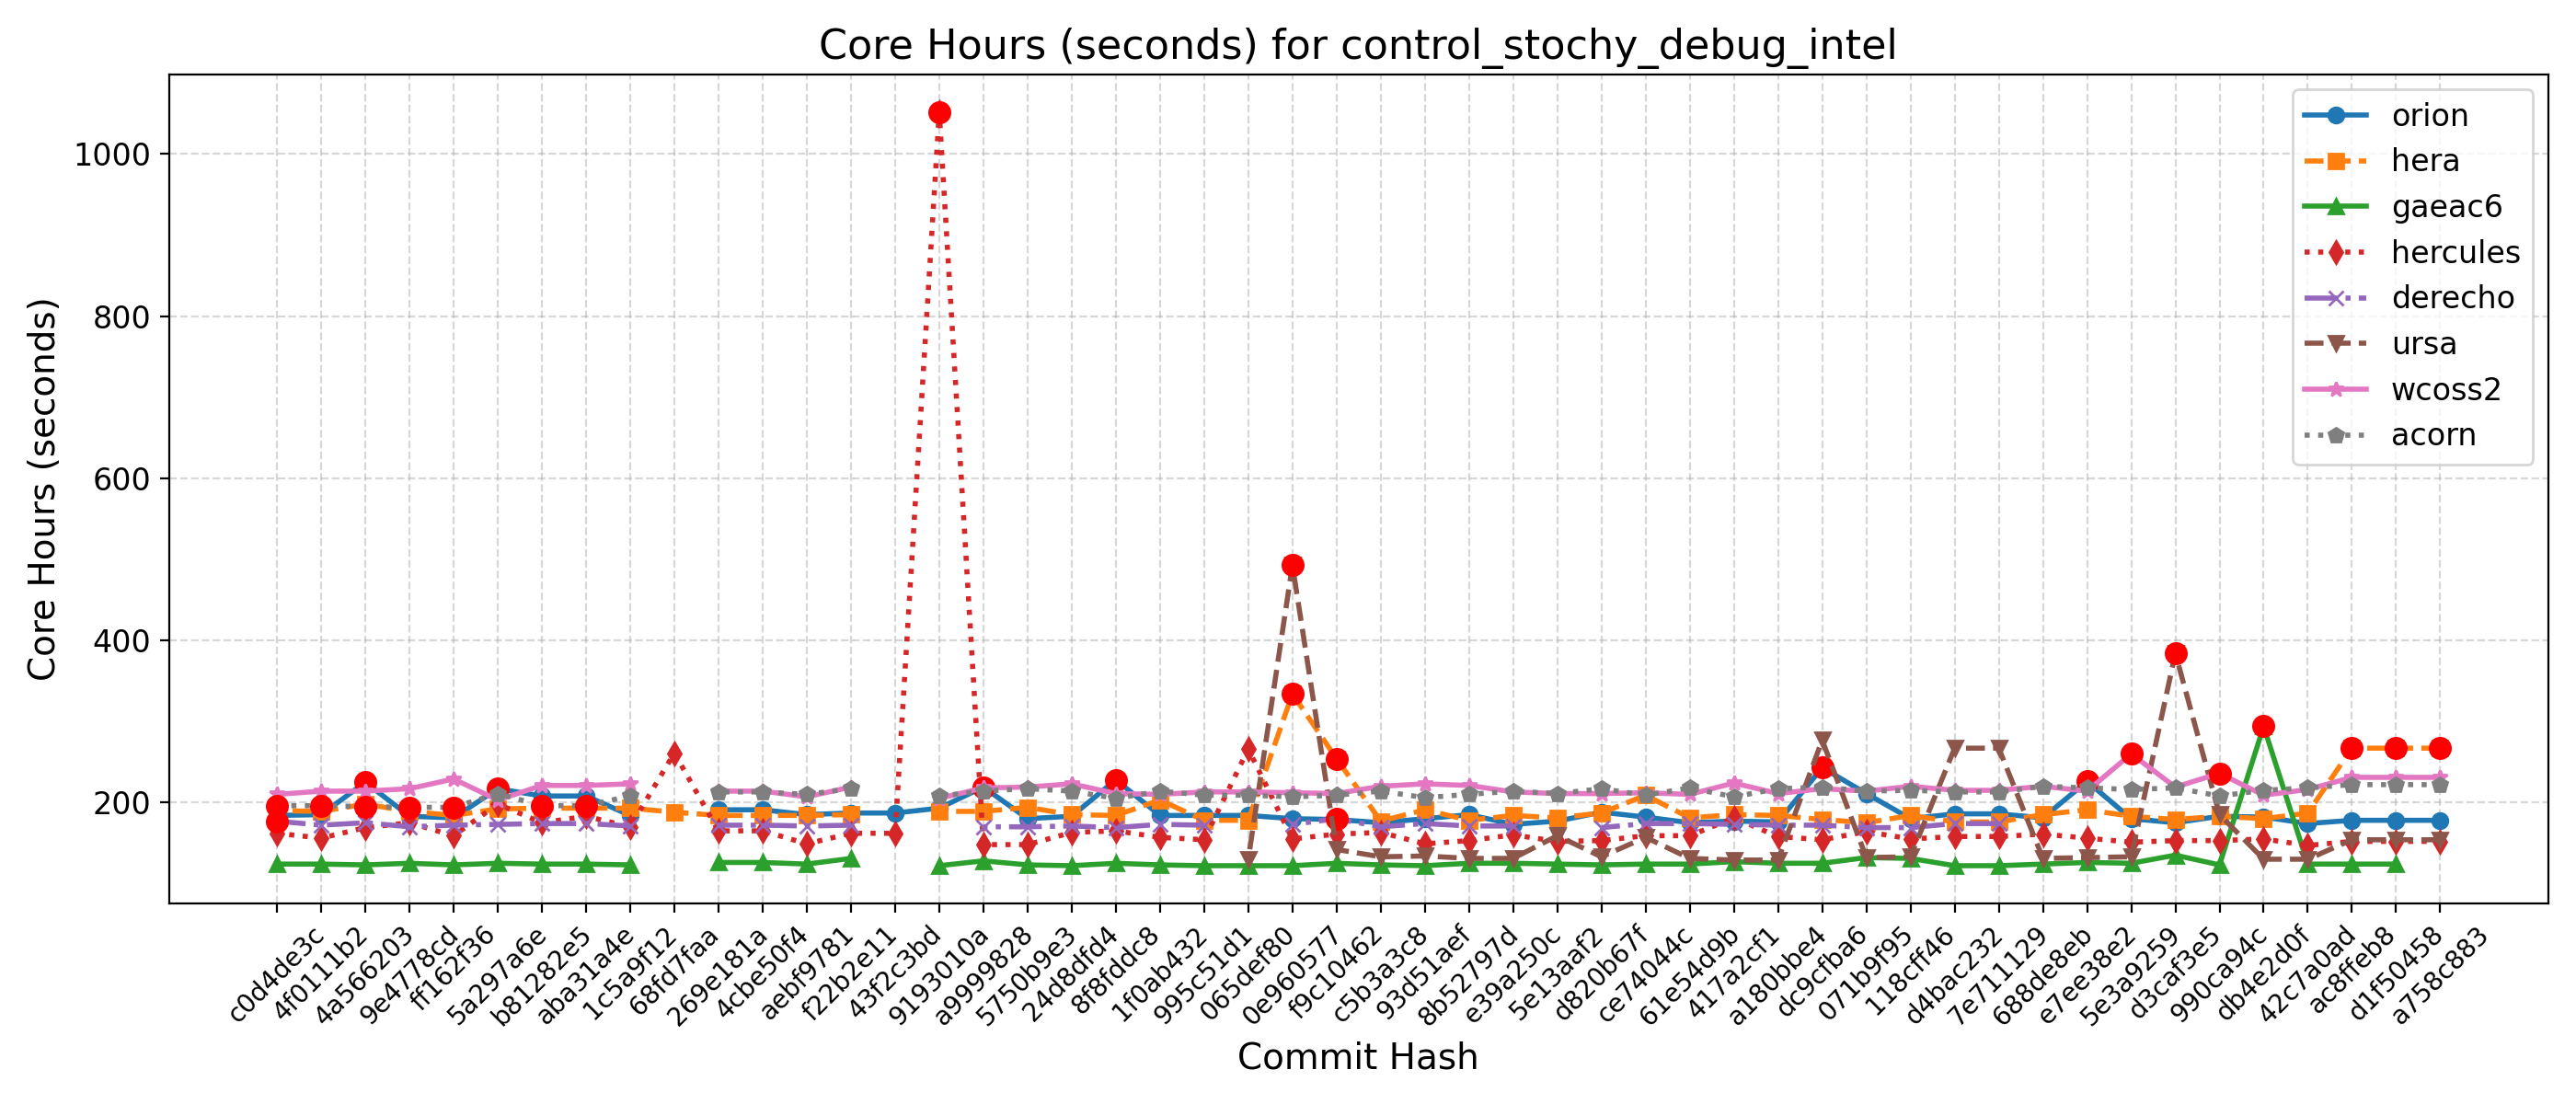 Core Hours (seconds) for control_stochy_debug_intel
Core Hours (seconds)
1000
800
600
400
200
orion
hera
gaeac6
hercules
derecho
ursa
wcoss2
acorn
c0d4de3c
4f0111b2
4a566203
9e4778cd
ff162f36
5a297a6e
b81282e5
aba31a4e
1c5a9f12
68fd7faa
269e181a
4cbe50f4
aebf9781
f22b2e11
43f2c3bd
9193010a
a9999828
5750b9e3
24d8dfd4
8f8fddc8
1f0ab432
995c51d1
065def80
0e960577
f9c10462
c5b3a3c8
93d51aef
8b52797d
e39a250c
5e13aaf2
d820b67f
ce74044c
61e54d9b
417a2cf1
a180bbe4
dc9cfba6
071b9f95
118cff46
d4bac232
7e711129
688de8eb
e7ee38e2
5e3a9259
d3caf3e5
990ca94c
db4e2d0f
42c7a0ad
ac8ffeb8
d1f50458
a758c883
Commit Hash